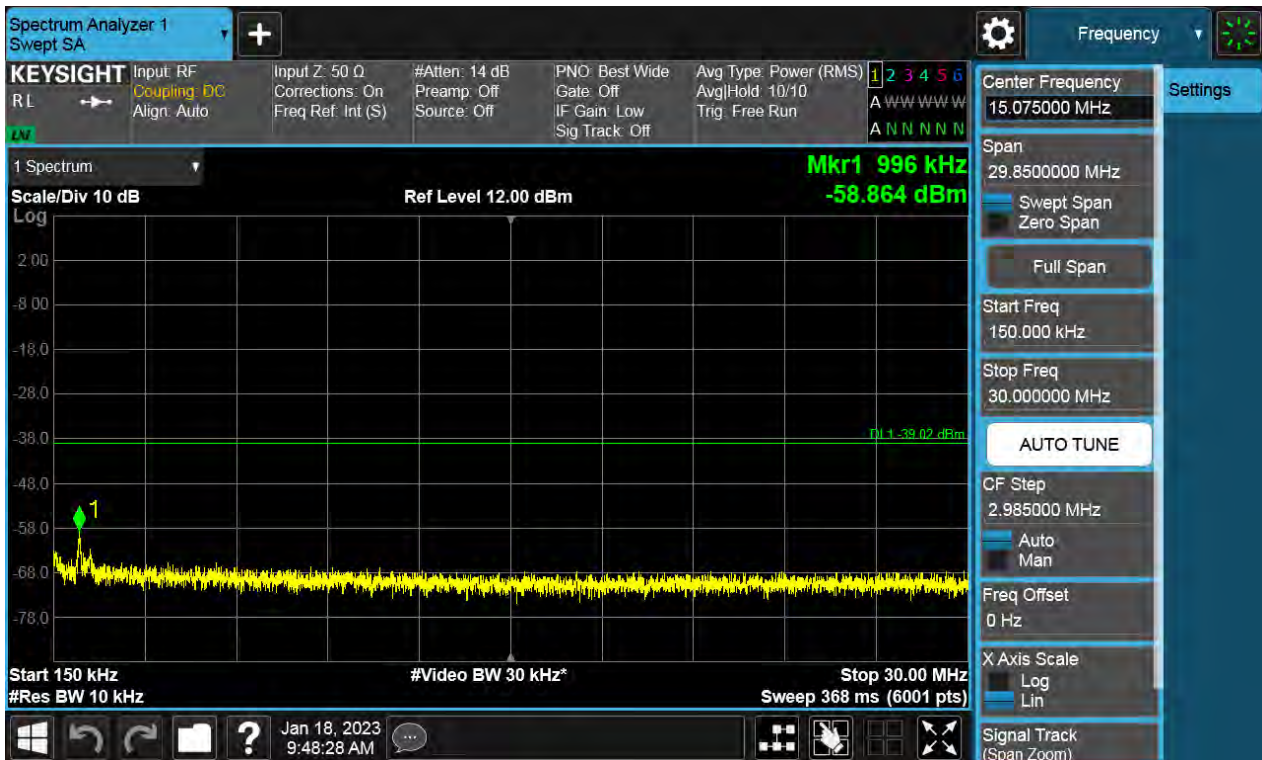 Spectrum Analyzer 1
Swept SA
Frequency
KEYSIGHT
RL
LXI
Input: RF
Coupling: DC
Align: Auto
Input Z: 50 Ω
Corrections: On
Freq Ref: Int (S)
#Atten: 14 dB
Preamp: Off
Source: Off
PNO: Best Wide
Gate: Off
IF Gain: Low
Sig Track: Off
Avg Type: Power (RMS)
Avg|Hold: 10/10
Trig: Free Run
1 2 3 4 5 6
A W W W W W
A N N N N N
1 Spectrum
Scale/Div 10 dB
Log
Ref Level 12.00 dBm
Mkr1 996 kHz
-58.864 dBm
2.00
-8.00
-18.0
-28.0
-38.0
-48.0
-58.0
-68.0
-78.0
DL1 -39.02 dBm
1
Start 150 kHz
#Res BW 10 kHz
#Video BW 30 kHz*
Stop 30.00 MHz
Sweep 368 ms (6001 pts)
Jan 18, 2023
9:48:28 AM
Center Frequency
15.075000 MHz
Span
29.8500000 MHz
Swept Span
Zero Span
Full Span
Start Freq
150.000 kHz
Stop Freq
30.000000 MHz
AUTO TUNE
CF Step
2.985000 MHz
Auto
Man
Freq Offset
0 Hz
X Axis Scale
Log
Lin
Signal Track
(Span Zoom)
Settings